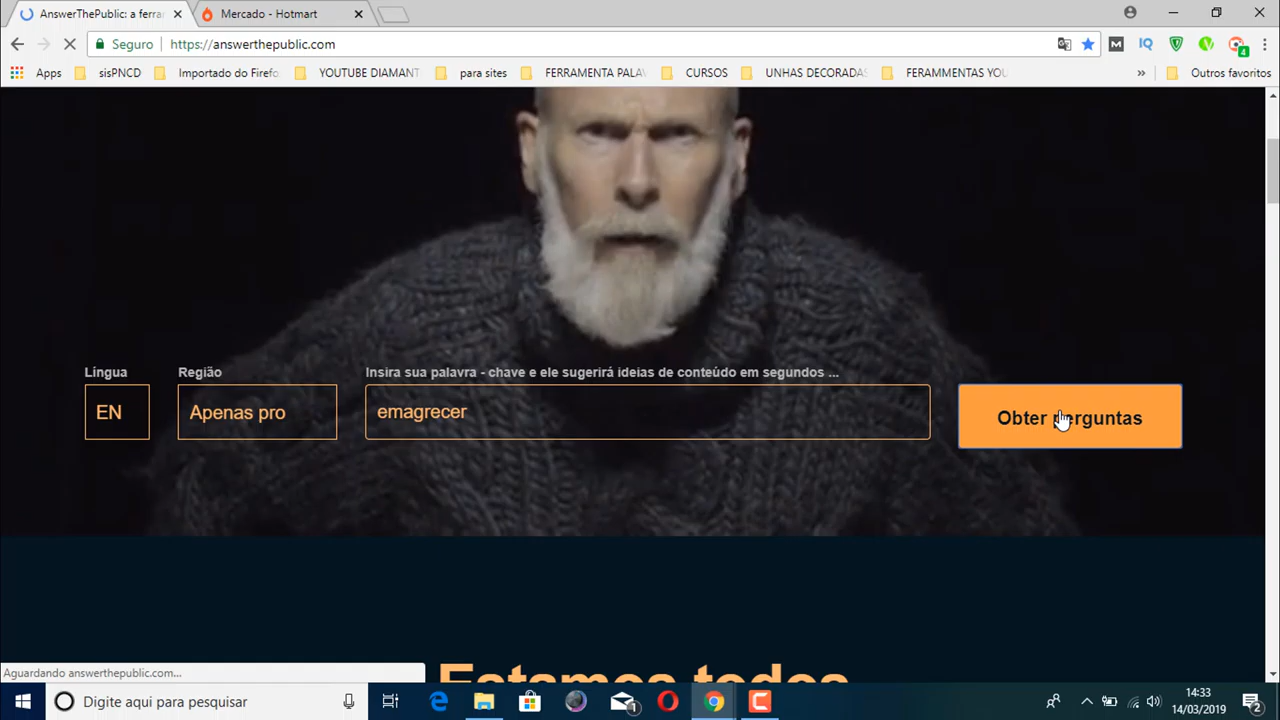 AnswerThePublic: a ferra
Mercado - Hotmart
Seguro
https://answerthepublic.com
Apps
sisPNCD
Importado do Firefo
YOUTUBE DIAMANT
para sites
FERRAMENTA PALA
CURSOS
UNHAS DECORADAS
FERAMMENTAS YOU
»
Outros favoritos
Língua
Região
Insira sua palavra - chave e ele sugerirá ideias de conteúdo em segundos ...
EN
Apenas pro
emagrecer
Obter perguntas
Estamos todos
Aguardando answerthepublic.com...
Digite aqui para pesquisar
14:33
14/03/2019